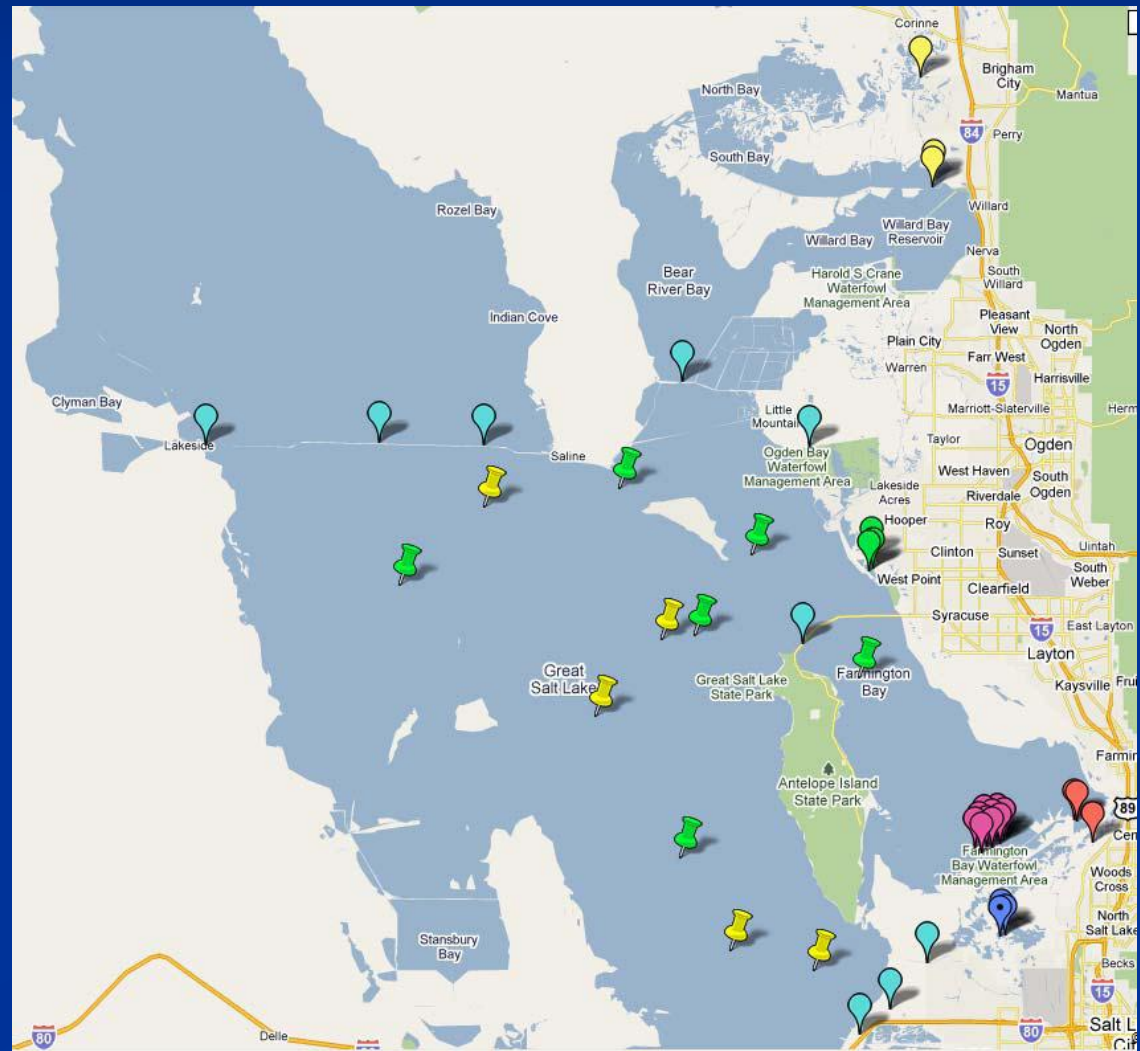 Corinne
Brigham
City
Mantua
North Bay
84
Perry
South Bay
Rozel Bay
Willard
Willard Bay
Willard Bay
Reservoir
Nerva
Bear
River Bay
South
Willard
Harold S Crane
Waterfowl
Management Area
Indian Cove
Pleasant
View
North
Ogden
Plain City
Farr West
Warren
15
Harrisville
Clyman Bay
Little
Mountain
Marriott-Slaterville
Herm
Lakeside
Saline
Taylor
Ogden
Ogden Bay
Waterfowl
Management Area
West Haven
South
Ogden
Lakeside
Acres
Riverdale
Hooper
Roy
Clinton
Sunset
Uintah
South
Weber
West Point
Clearfield
Syracuse
15
East Layton
Layton
Great
Salt Lake
Great Salt Lake
State Park
Farmington
Bay
Kaysville
Frui
Farmin
Antelope Island
State Park
89
Cen
Farmington
Bay Waterfowl
Management Area
Woods
Cross
North
Salt Lake
Stansbury
Bay
Becks
15
80
Delle
80
Salt L
Cit